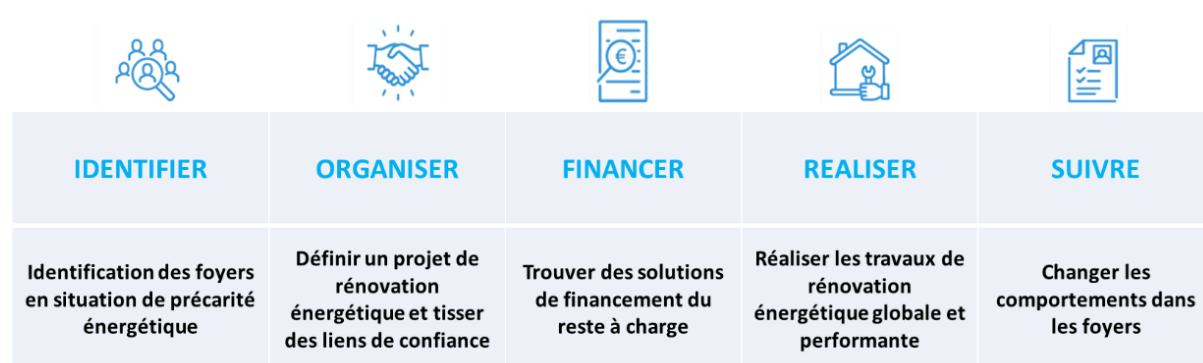 IDENTIFIER
ORGANISER
FINANCER
REALISER
SUIVRE
Identification des foyers
en situation de précarité
énergétique
Définir un projet de
rénovation
énergétique et tisser
des liens de confiance
Trouver des solutions
de financement du
reste à charge
Réaliser les travaux de
rénovation
énergétique globale et
performante
Changer les
comportements dans
les foyers